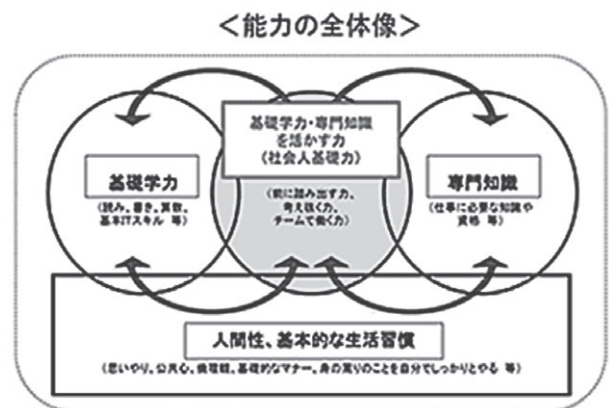 ＜能力の全体像＞
基礎学力・専門知識
を活かす力
(社会人基礎力)
基礎学力
(読み、書き、算数、
基本ITスキル 等)
(前に踏み出す力、
考え抜く力、
チームで働く力)
専門知識
(仕事に必要な知識や
資格 等)
人間性、基本的な生活習慣
(思いやり、公共心、倫理観、基礎的なマナー、身の周りのことを自分でしっかりとやる 等)